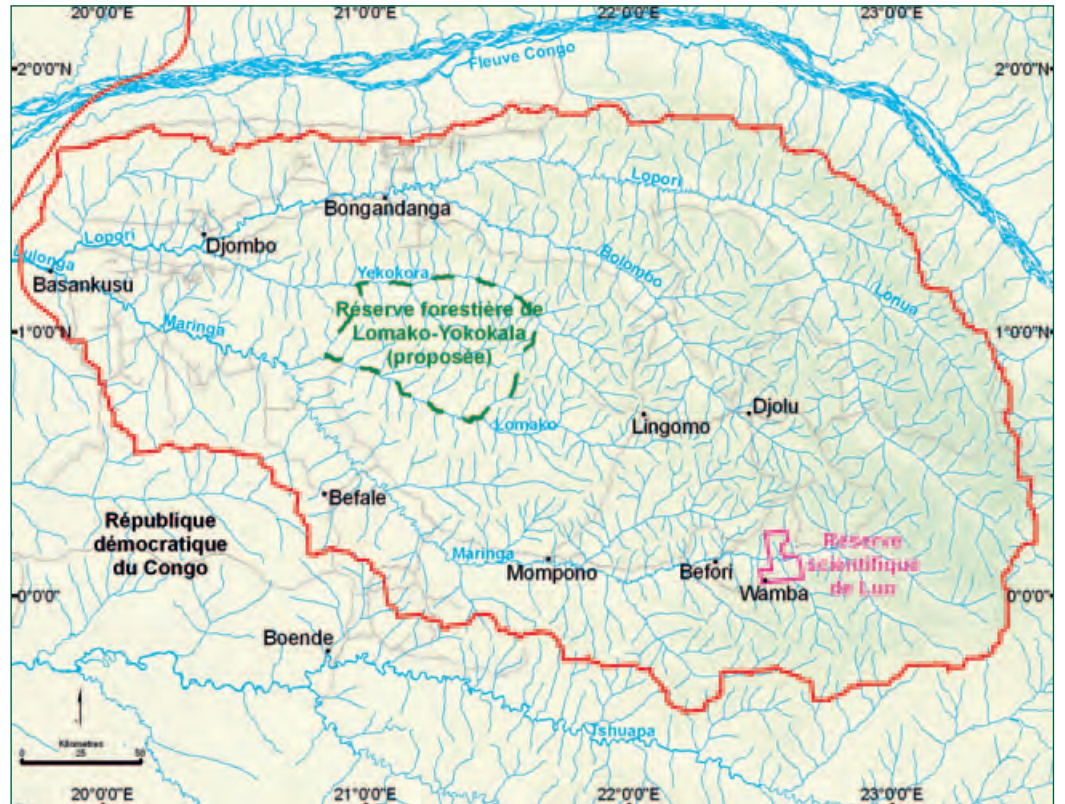 20°0'0"E 21°0'0"E 22°0'0"E 23°0'0"E
2°0'0"N 2°0'0"N
Fleuve Congo
Lopori
Bongandanga
Lopori
Djombo
Bolombo
Lulonga
Yekokora
Basankusu
Lonua
Réserve forestière de
Lomako-Yokokala
(proposée)
Maringa
1°0'0"N 1°0'0"N
Djolu
Lingomo
Lomako
Befale
République
démocratique
du Congo
Réserve
scientifique
de Luo
Maringa
Mompono
Befori
Wamba
0°0'0" 0°0'0"
Boende
Tshuapa
Kilometres
0 25 50
20°0'0"E 21°0'0"E 22°0'0"E 23°0'0"E